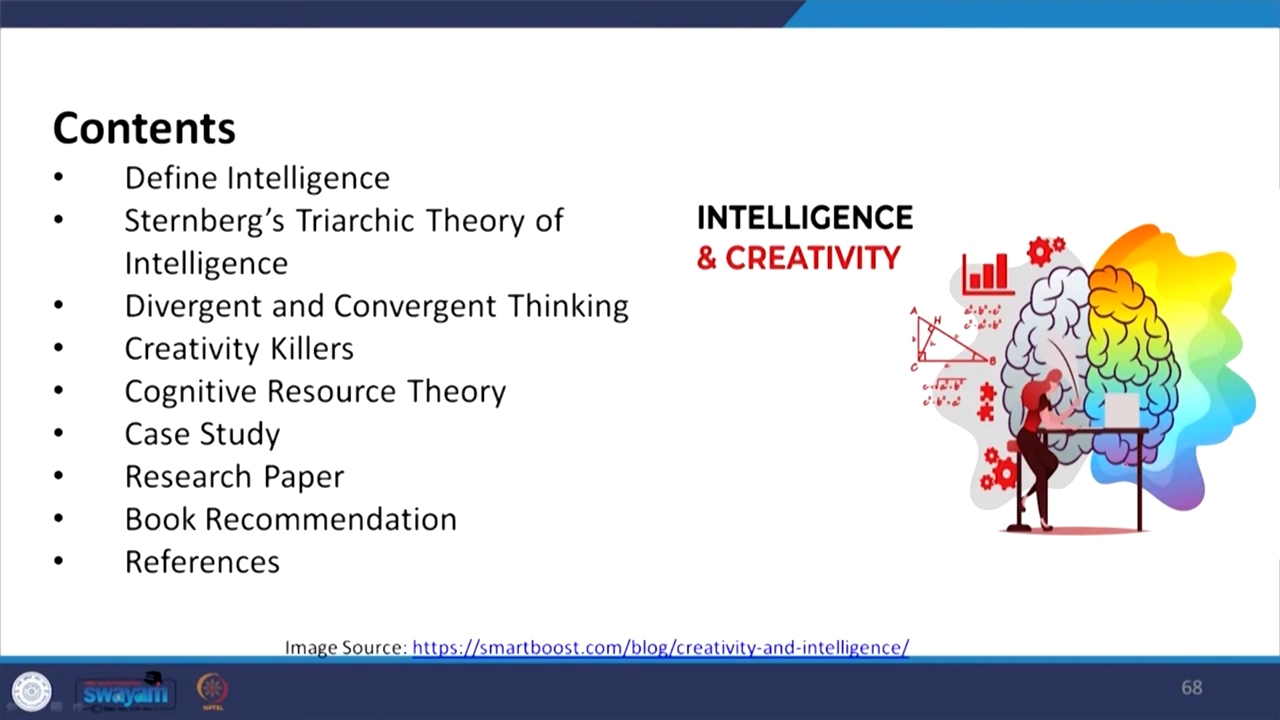 Contents
• Define Intelligence
• Sternberg’s Triarchic Theory of
Intelligence
• Divergent and Convergent Thinking
• Creativity Killers
• Cognitive Resource Theory
• Case Study
• Research Paper
• Book Recommendation
• References
INTELLIGENCE
& CREATIVITY
A
H
B
C
Image Source: https://smartboost.com/blog/creativity-and-intelligence/
swayam
NPTEL
68